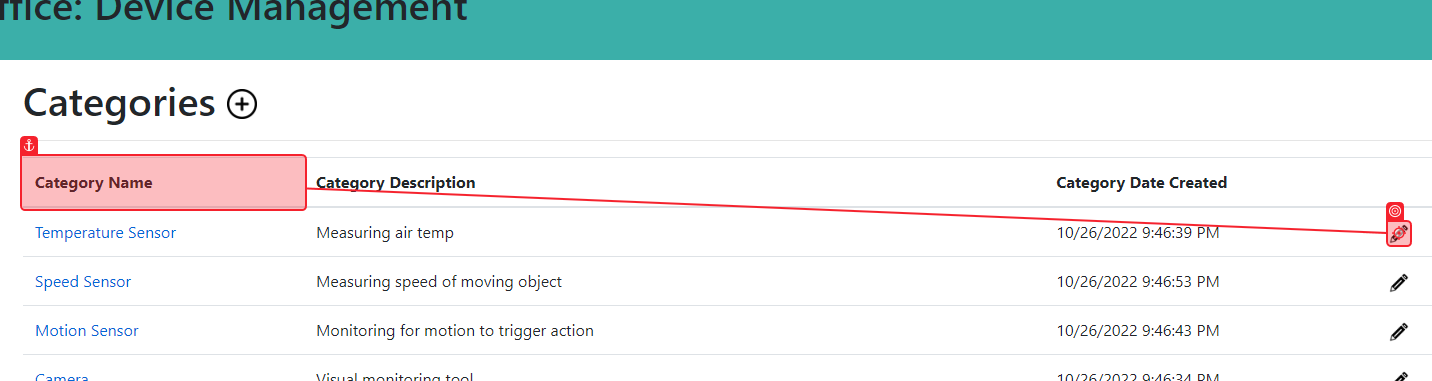 ffice: Device Management
Categories
Category Name Category Description Category Date Created
Temperature Sensor Measuring air temp 10/26/2022 9:46:39 PM
Speed Sensor Measuring speed of moving object 10/26/2022 9:46:53 PM
Motion Sensor Monitoring for motion to trigger action 10/26/2022 9:46:43 PM
Camera Visual monitoring tool 10/26/2022 9:46:34 PM